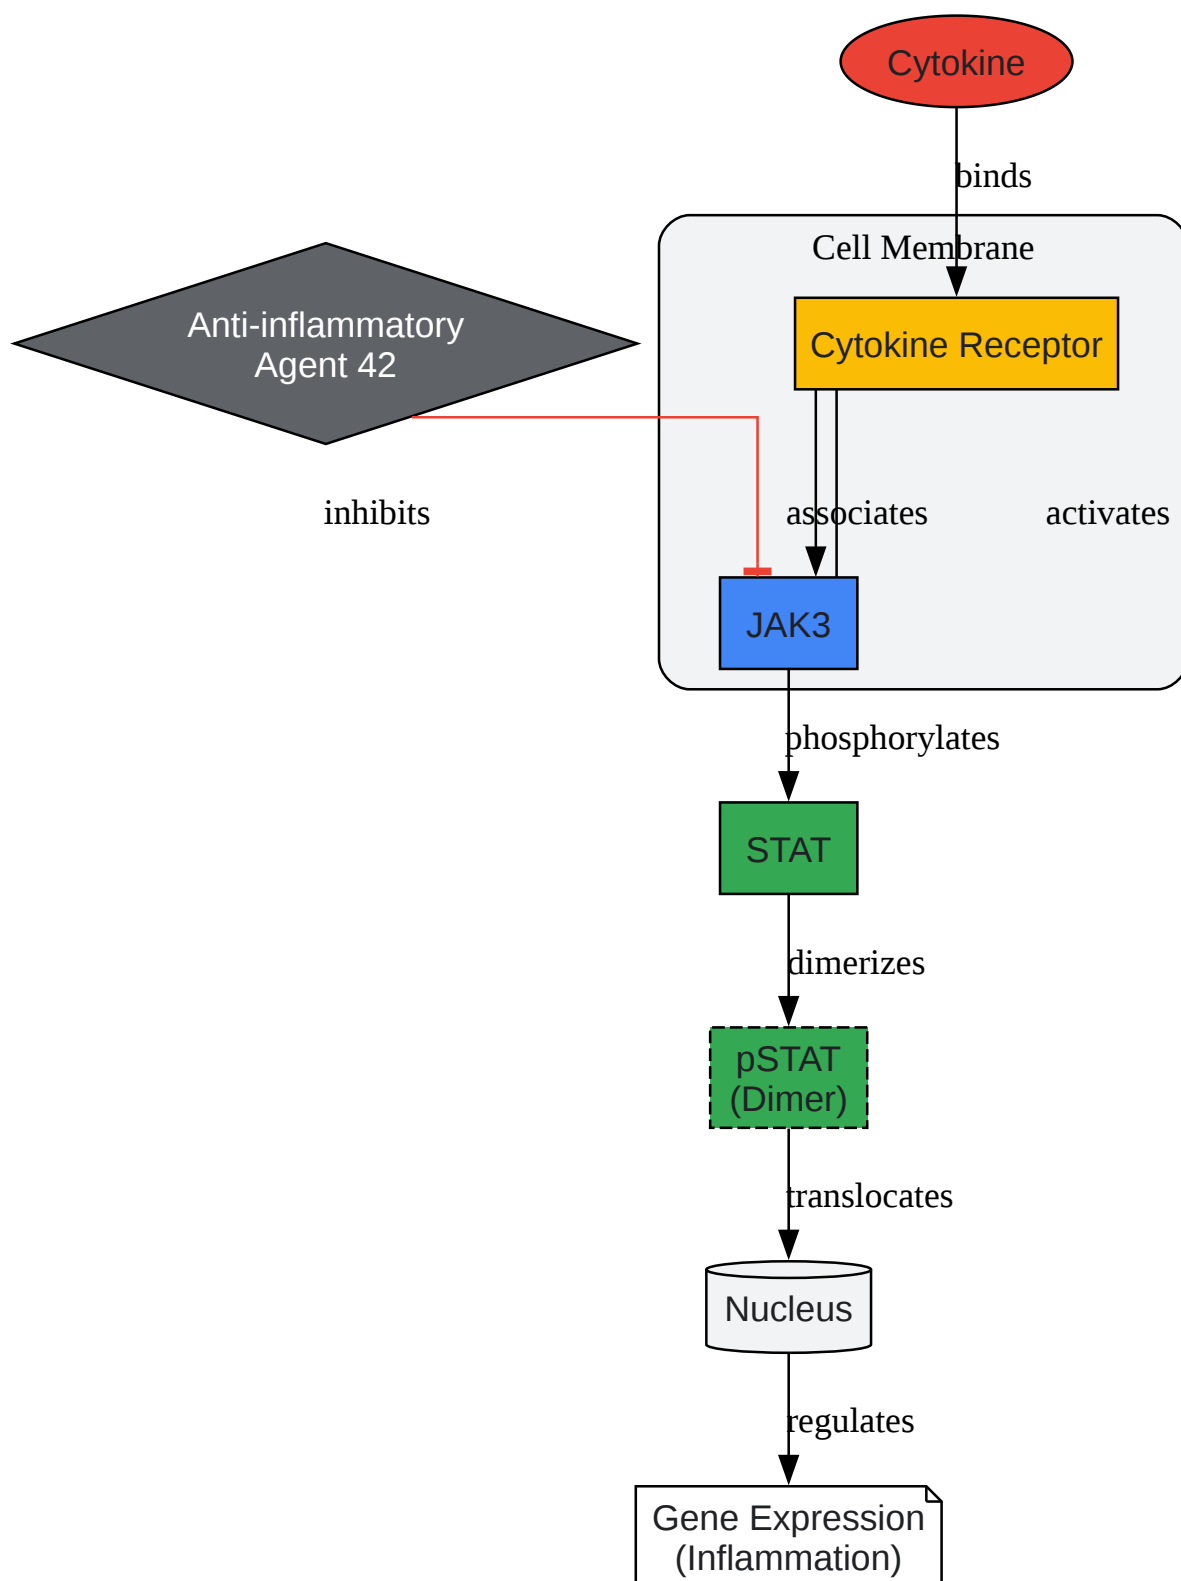 Cytokine
binds
Cell Membrane
Anti-inflammatory
Agent 42
Cytokine Receptor
inhibits
associates
activates
JAK3
phosphorylates
STAT
dimerizes
pSTAT
(Dimer)
translocates
Nucleus
regulates
Gene Expression
(Inflammation)